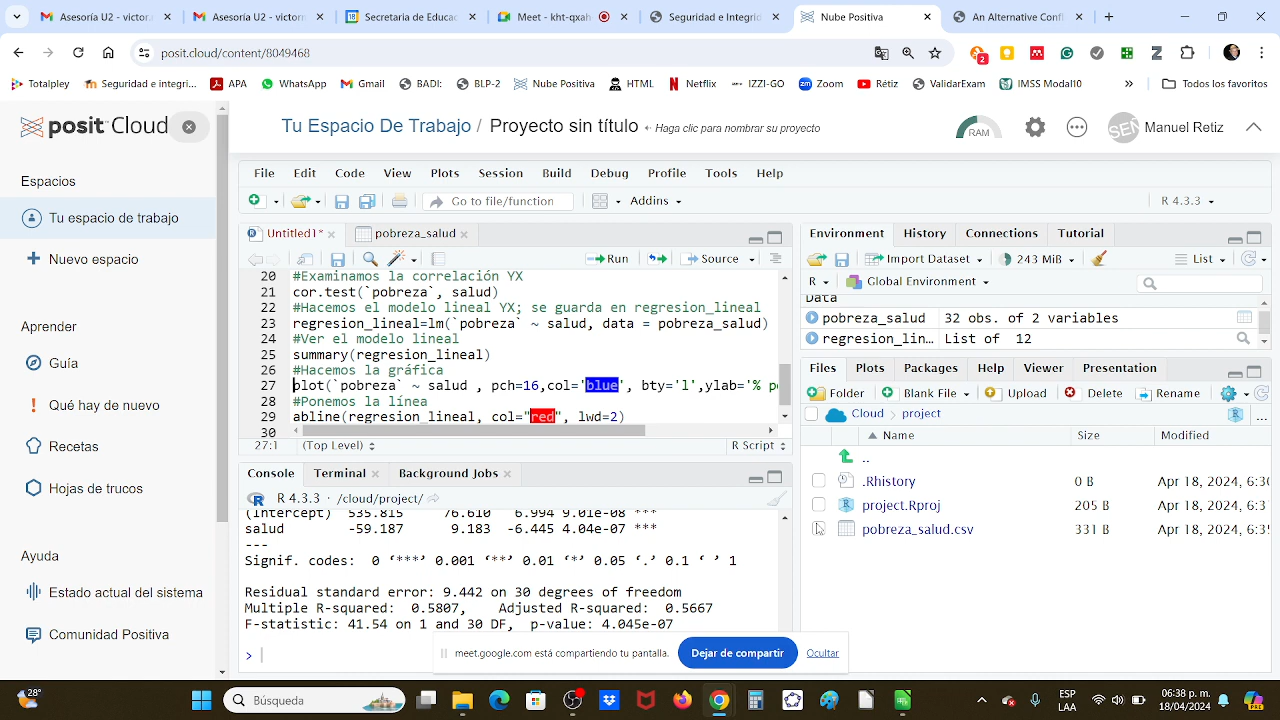 Asesoría U2 - victorr
Asesoría U2 - victorr
Secretaria de Educac
Meet - kht-qxah
Seguridad e Integrid
Nube Positiva
An Alternative Confl
posit.cloud/content/8049468
Totalpley
Seguridad e integri...
APA
WhatsApp
Gmail
BADI:
BLP-2
Nube Positiva
HTML
Netflix
IZZI-GO
Zoom
Rétiz
ValidarExam
IMSS Modal10
»
Todos los favoritos
posit Cloud
Tu Espacio De Trabajo / Proyecto sin título
Haga clic para nombrar su proyecto
RAM
Manuel Retiz
Espacios
Tu espacio de trabajo
Nuevo espacio
Aprender
Guía
Qué hay de nuevo
Recetas
Hojas de trucos
Ayuda
Estado actual del sistema
Comunidad Positiva
File Edit Code View Plots Session Build Debug Profile Tools Help
Go to file/function
Addins
R 4.3.3
Untitled1*
pobreza_salud
Run
Source
20 #Examinamos la correlación YX
21 cor.test(`pobreza`, salud)
22 #Hacemos el modelo lineal YX; se guarda en regresion_lineal
23 regresion_lineal=lm(`pobreza` ~ salud, data = pobreza_salud)
24 #Ver el modelo lineal
25 summary(regresion_lineal)
26 #Hacemos la gráfica
27 plot(`pobreza` ~ salud , pch=16,col='blue', bty='l',ylab='% p
28 #Ponemos la línea
29 abline(regresion_lineal, col="red", lwd=2)
30
27:1 (Top Level)
R Script
Console Terminal Background Jobs
R 4.3.3 · /cloud/project/
(Intercept) 535.815 76.610 6.994 9.01e-08 ***
salud -59.187 9.183 -6.445 4.04e-07 ***
---
Signif. codes: 0 ‘***’ 0.001 ‘**’ 0.01 ‘*’ 0.05 ‘.’ 0.1 ‘ ’ 1
Residual standard error: 9.442 on 30 degrees of freedom
Multiple R-squared: 0.5807, Adjusted R-squared: 0.5667
F-statistic: 41.54 on 1 and 30 DF, p-value: 4.045e-07
>
Environment History Connections Tutorial
Import Dataset
243 MiB
List
R
Global Environment
Data
pobreza_salud 32 obs. of 2 variables
regresion_lin… List of 12
Files Plots Packages Help Viewer Presentation
Folder
Blank File
Upload
Delete
Rename
Cloud project
Name Size Modified
..
.Rhistory 0 B Apr 18, 2024, 6:30
project.Rproj 205 B Apr 18, 2024, 6:3
pobreza_salud.csv 331 B Apr 18, 2024, 6:3
meet.google.com está compartiendo tu pantalla.
Dejar de compartir
Ocultar
28°
Búsqueda
ESP
LAA
06:38 p. m.
18/04/2024